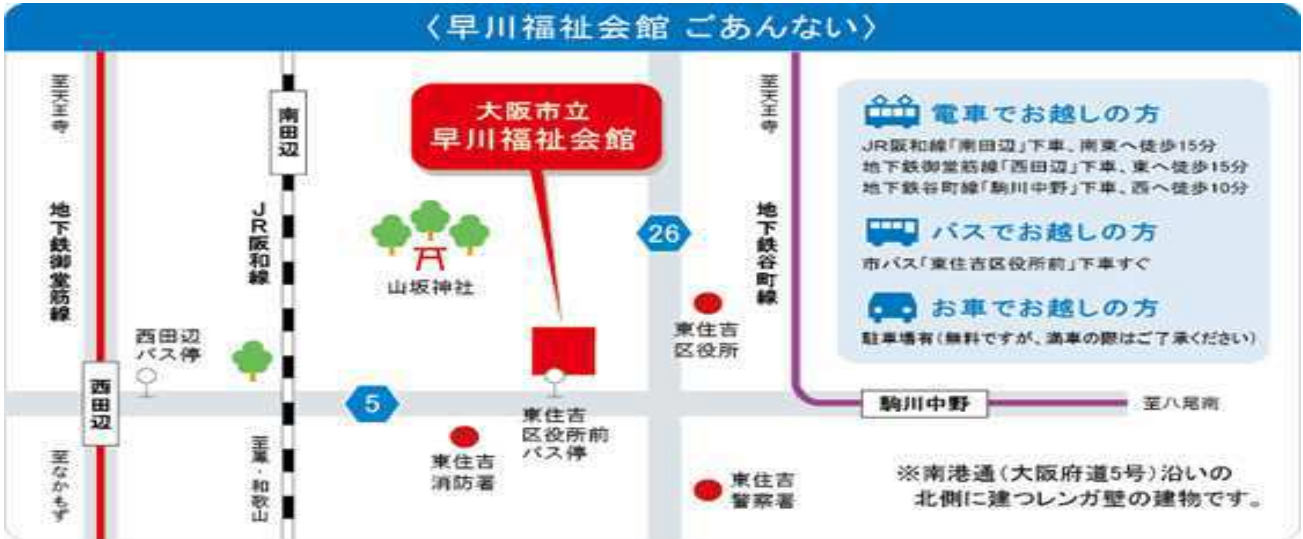 〈早川福祉会館 ごあんない〉
至天王寺
地下鉄御堂筋線
西田辺
至なかもず
西田辺
バス停
南田辺
JR阪和線
至鳳・和歌山
5
大阪市立
早川福祉会館
山坂神社
東住吉
消防署
東住吉
区役所前
バス停
26
東住吉
区役所
東住吉
警察署
至天王寺
地下鉄谷町線
駒川中野
至八尾南
電車でお越しの方
JR阪和線「南田辺」下車、南東へ徒歩15分
地下鉄御堂筋線「西田辺」下車、東へ徒歩15分
地下鉄谷町線「駒川中野」下車、西へ徒歩10分
バスでお越しの方
市バス「東住吉区役所前」下車すぐ
お車でお越しの方
駐車場有(無料ですが、満車の際はご了承ください)
※南港通(大阪府道5号)沿いの
北側に建つレンガ壁の建物です。